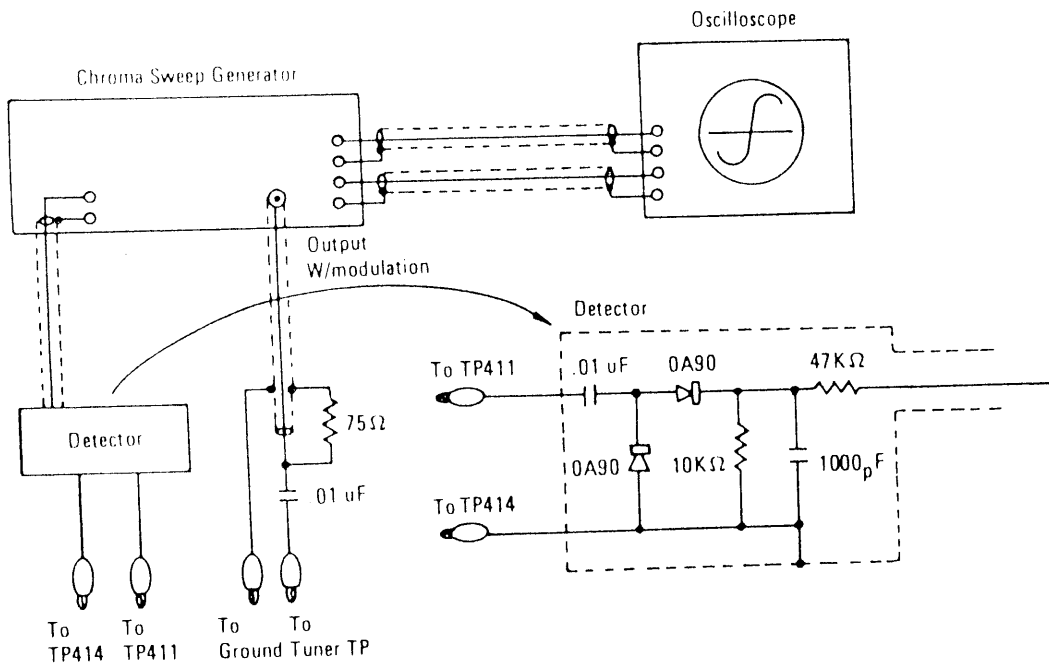 Oscilloscope
Chroma Sweep Generator
Output
W/modulation
Detector
75Ω
.01 uF
To
TP414
To
TP411
To
Ground
To
Tuner TP
Detector
To TP411
.01 uF
0A90
47KΩ
0A90
10KΩ
1000pF
To TP414